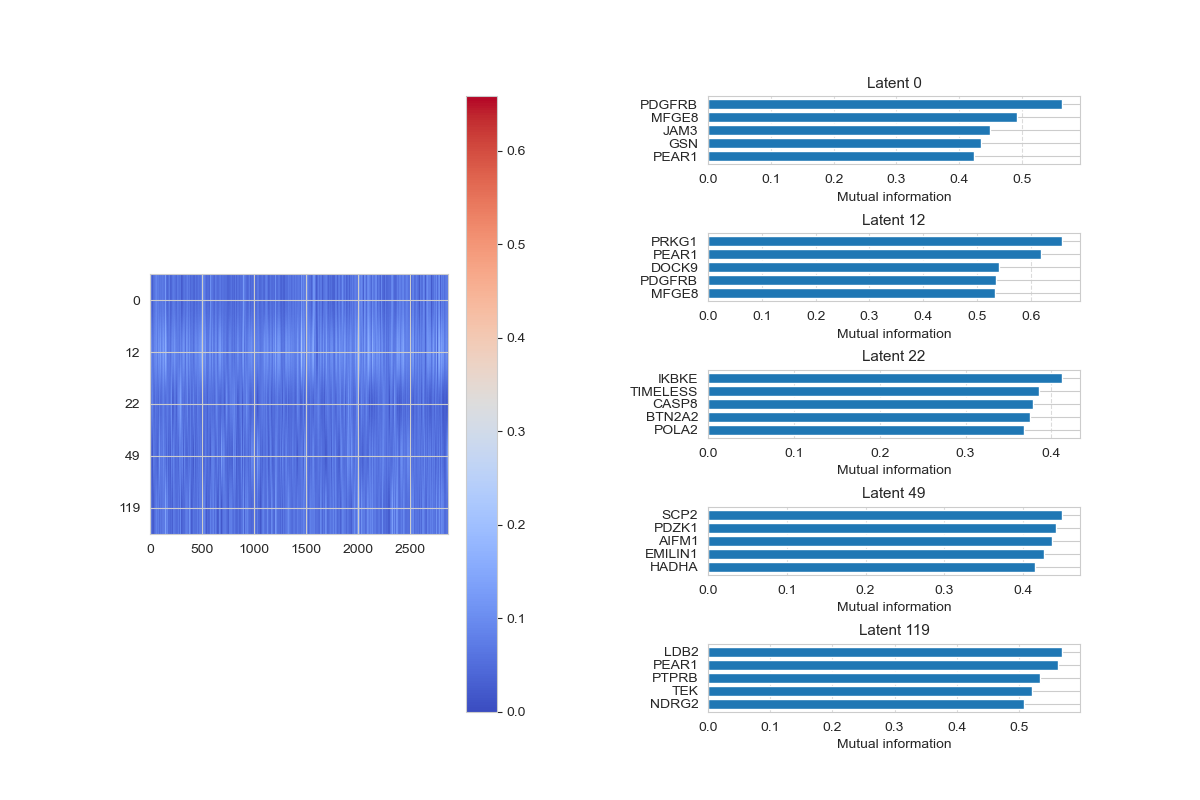 0
12
22
49
119
0
500
1000
1500
2000
2500
0.6
0.5
0.4
0.3
0.2
0.1
0.0
Latent 0
PDGFRB
MFGE8
JAM3
GSN
PEAR1
0.0 0.1 0.2 0.3 0.4 0.5
Mutual information
Latent 12
PRKG1
PEAR1
DOCK9
PDGFRB
MFGE8
0.0 0.1 0.2 0.3 0.4 0.5 0.6
Mutual information
Latent 22
IKBKE
TIMELESS
CASP8
BTN2A2
POLA2
0.0 0.1 0.2 0.3 0.4
Mutual information
Latent 49
SCP2
PDZK1
AIFM1
EMILIN1
HADHA
0.0 0.1 0.2 0.3 0.4
Mutual information
Latent 119
LDB2
PEAR1
PTPRB
TEK
NDRG2
0.0 0.1 0.2 0.3 0.4 0.5
Mutual information